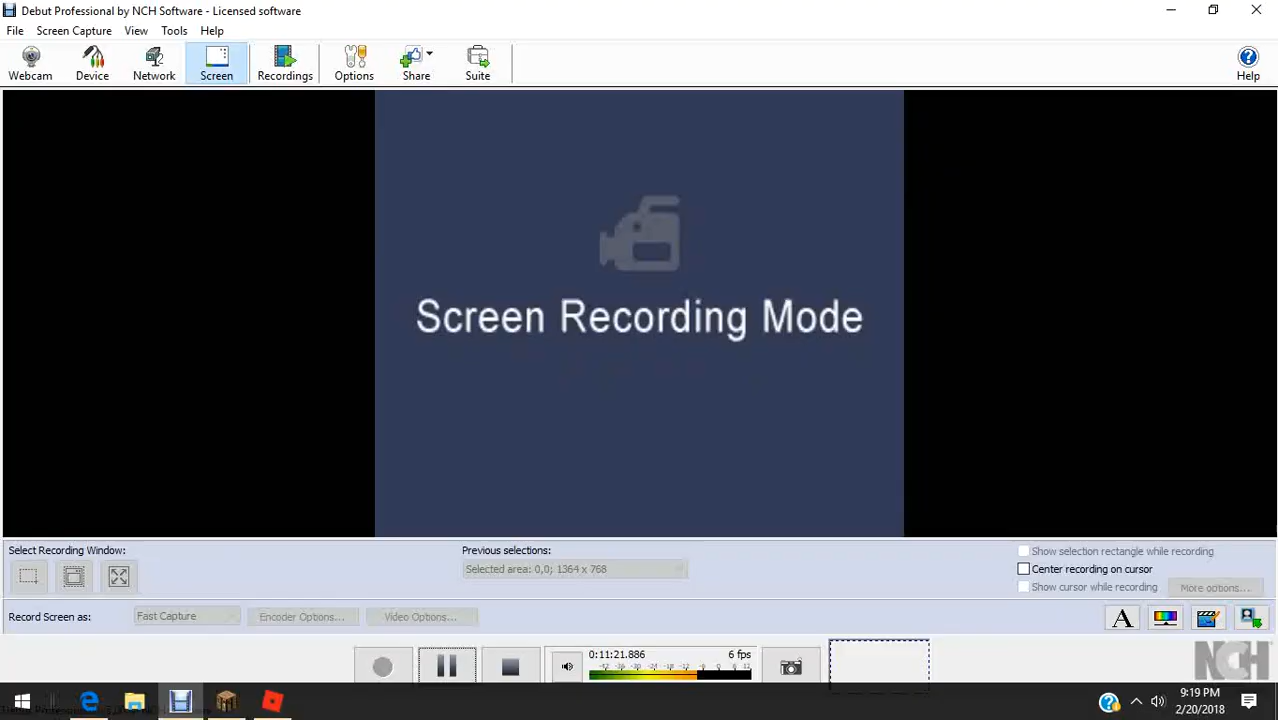 Debut Professional by NCH Software - Licensed software
File Screen Capture View Tools Help
Webcam Device Network Screen Recordings Options Share Suite Help
Screen Recording Mode
Select Recording Window:
Previous selections:
Show selection rectangle while recording
Selected area: 0,0; 1364 x 768
Center recording on cursor
Show cursor while recording
More options...
Record Screen as:
Fast Capture
Encoder Options...
Video Options...
A
0:11:21.886 6 fps
NCH
9:19 PM
2/20/2018